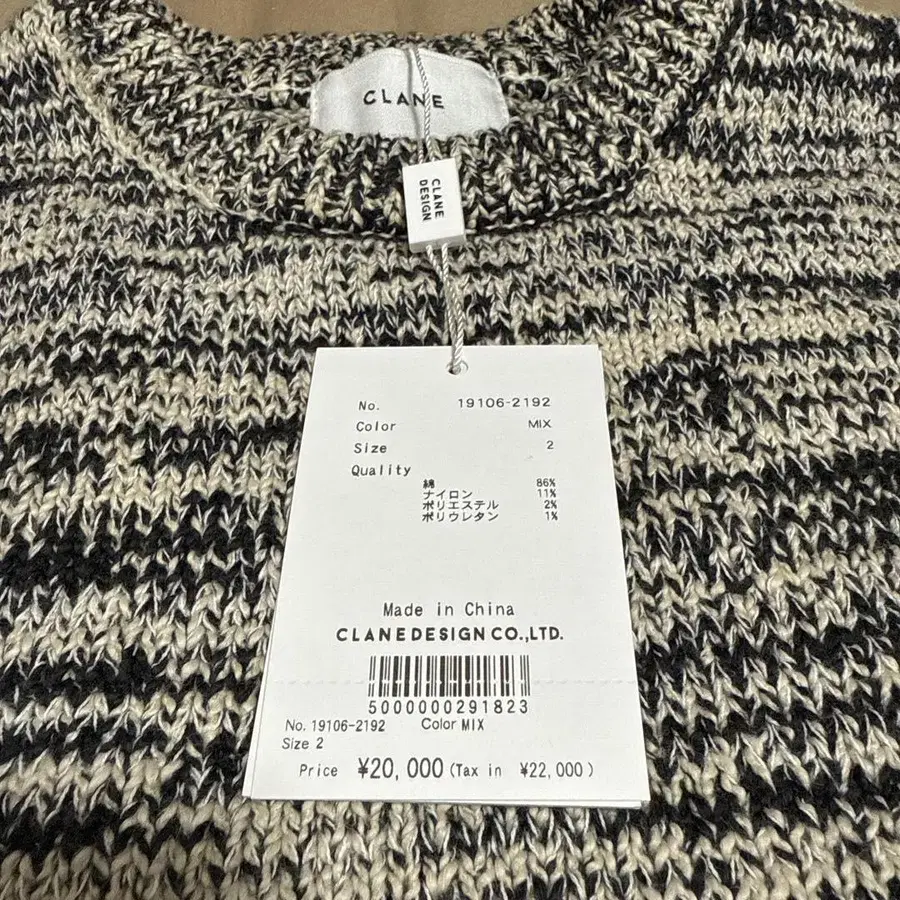 CLANE
CLANE
DESIGN
No. 19106-2192
Color MIX
Size 2
Quality
綿 86%
ナイロン 11%
ポリエステル 2%
ポリウレタン 1%
Made in China
CLANE DESIGN CO.,LTD.
5000000291823
No. 19106-2192 Color MIX
Size 2
Price ¥20,000 (Tax in ¥22,000)